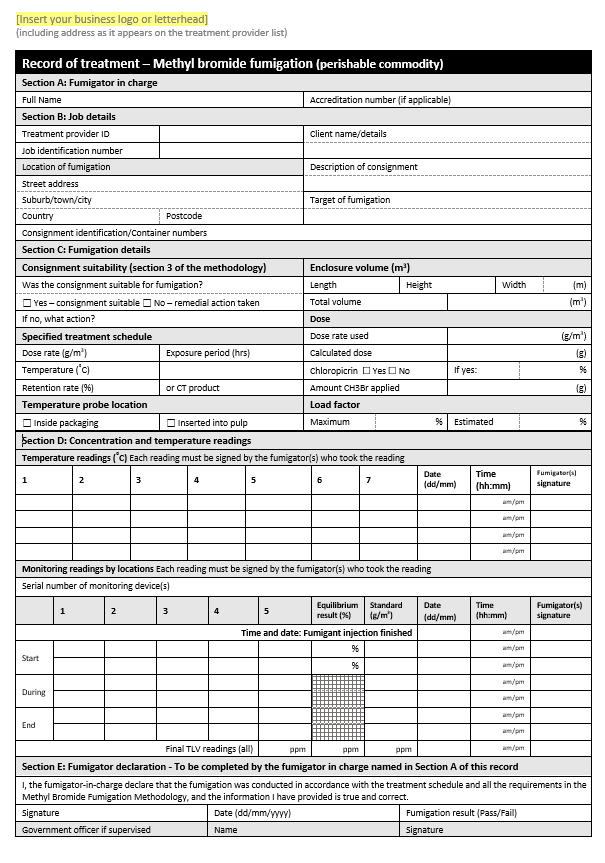 [Insert your business logo or letterhead]
(including address as it appears on the treatment provider list)
Record of treatment – Methyl bromide fumigation (perishable commodity)
Section A: Fumigator in charge
Full Name Accreditation number (if applicable)
Section B: Job details
Treatment provider ID Client name/details
Job identification number
Location of fumigation Description of consignment
Street address
Suburb/town/city Target of fumigation
Country Postcode
Consignment identification/Container numbers
Section C: Fumigation details
Consignment suitability (section 3 of the methodology) Enclosure volume (m³)
Was the consignment suitable for fumigation? Length Height Width (m)
☐ Yes – consignment suitable ☐ No – remedial action taken Total volume (m³)
If no, what action? Dose
Specified treatment schedule Dose rate used (g/m³)
Dose rate (g/m³) Exposure period (hrs) Calculated dose (g)
Temperature (˚C) Chloropicrin ☐ Yes ☐ No If yes: %
Retention rate (%) or CT product Amount CH3Br applied (g)
Temperature probe location Load factor
☐ Inside packaging ☐ Inserted into pulp Maximum % Estimated %
Section D: Concentration and temperature readings
Temperature readings (˚C) Each reading must be signed by the fumigator(s) who took the reading
1 2 3 4 5 6 7 Date (dd/mm) Time (hh:mm) Fumigator(s) signature
am/pm
am/pm
am/pm
am/pm
Monitoring readings by locations Each reading must be signed by the fumigator(s) who took the reading
Serial number of monitoring device(s)
1 2 3 4 5 Equilibrium result (%) Standard (g/m³) Date (dd/mm) Time (hh:mm) Fumigator(s) signature
Time and date: Fumigant injection finished am/pm
Start % am/pm
% am/pm
During am/pm
am/pm
End am/pm
am/pm
Final TLV readings (all) ppm ppm ppm am/pm
Section E: Fumigator declaration - To be completed by the fumigator in charge named in Section A of this record
I, the fumigator-in-charge declare that the fumigation was conducted in accordance with the treatment schedule and all the requirements in the
Methyl Bromide Fumigation Methodology, and the information I have provided is true and correct.
Signature Date (dd/mm/yyyy) Fumigation result (Pass/Fail)
Government officer if supervised Name Signature